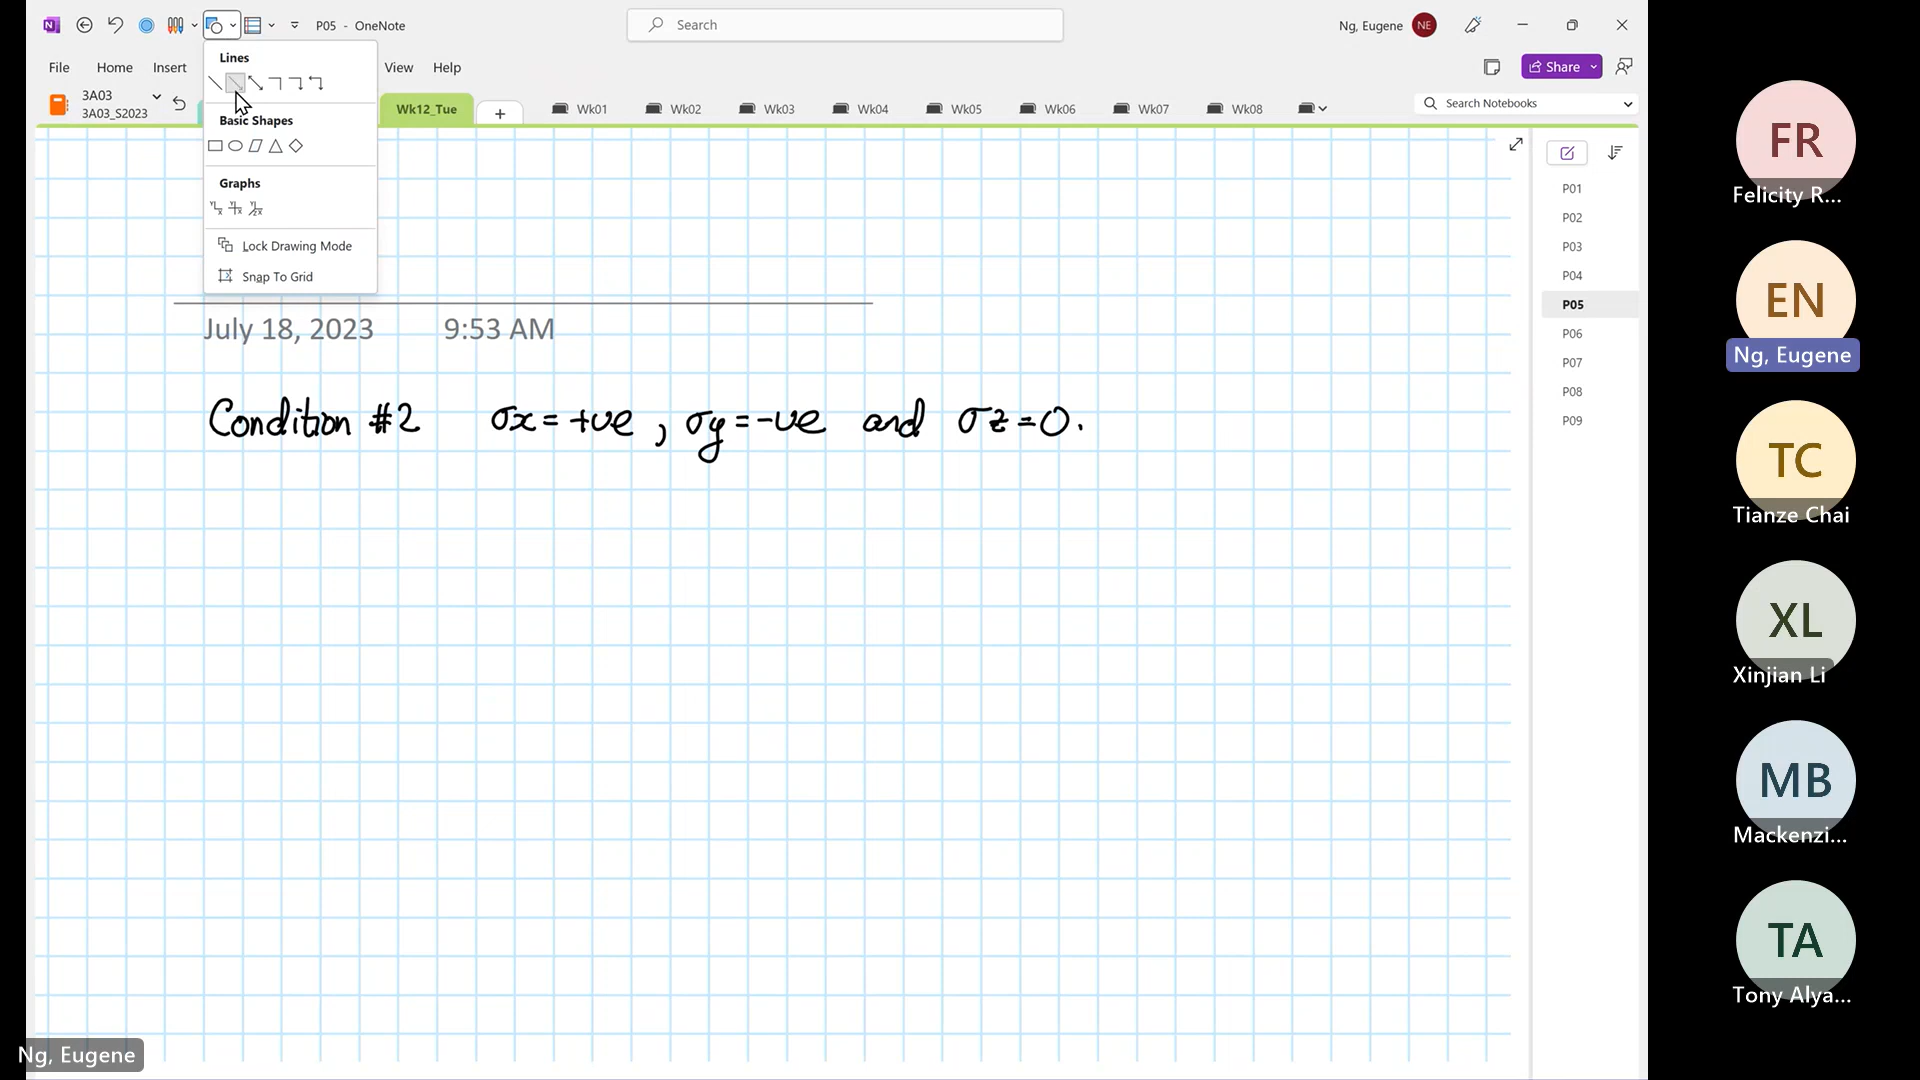 P05 - OneNote
Search
Ng, Eugene NE
Lines
File Home Insert View Help
Share
3A03
3A03_S2023
Wk12_Tue
+ Wk01 Wk02 Wk03 Wk04 Wk05 Wk06 Wk07 Wk08
Search Notebooks
Basic Shapes
Graphs
Lock Drawing Mode
Snap To Grid
July 18, 2023 9:53 AM
Condition #2 σx = +ve , σy = -ve and σz = 0.
P01
P02
P03
P04
P05
P06
P07
P08
P09
FR
Felicity R...
EN
Ng, Eugene
TC
Tianze Chai
XL
Xinjian Li
MB
Mackenzi...
TA
Tony Alya...
Ng, Eugene